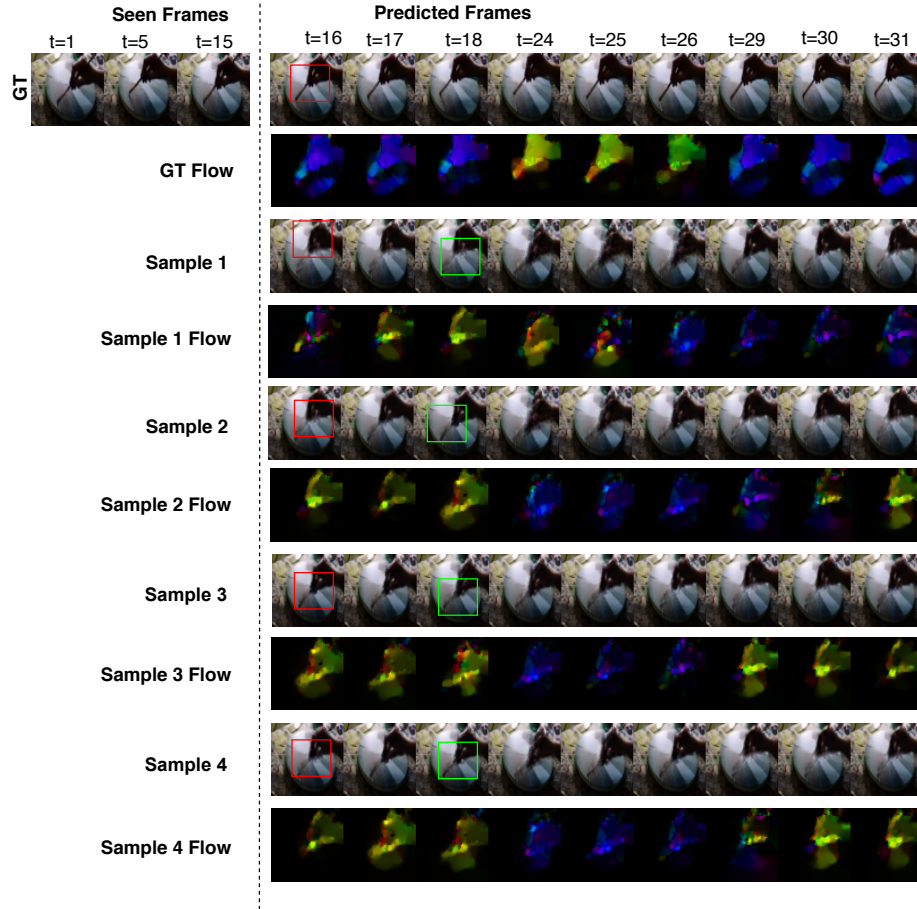 Seen Frames
Predicted Frames
t=1 t=5 t=15 t=16 t=17 t=18 t=24 t=25 t=26 t=29 t=30 t=31
GT
GT Flow
Sample 1
Sample 1 Flow
Sample 2
Sample 2 Flow
Sample 3
Sample 3 Flow
Sample 4
Sample 4 Flow